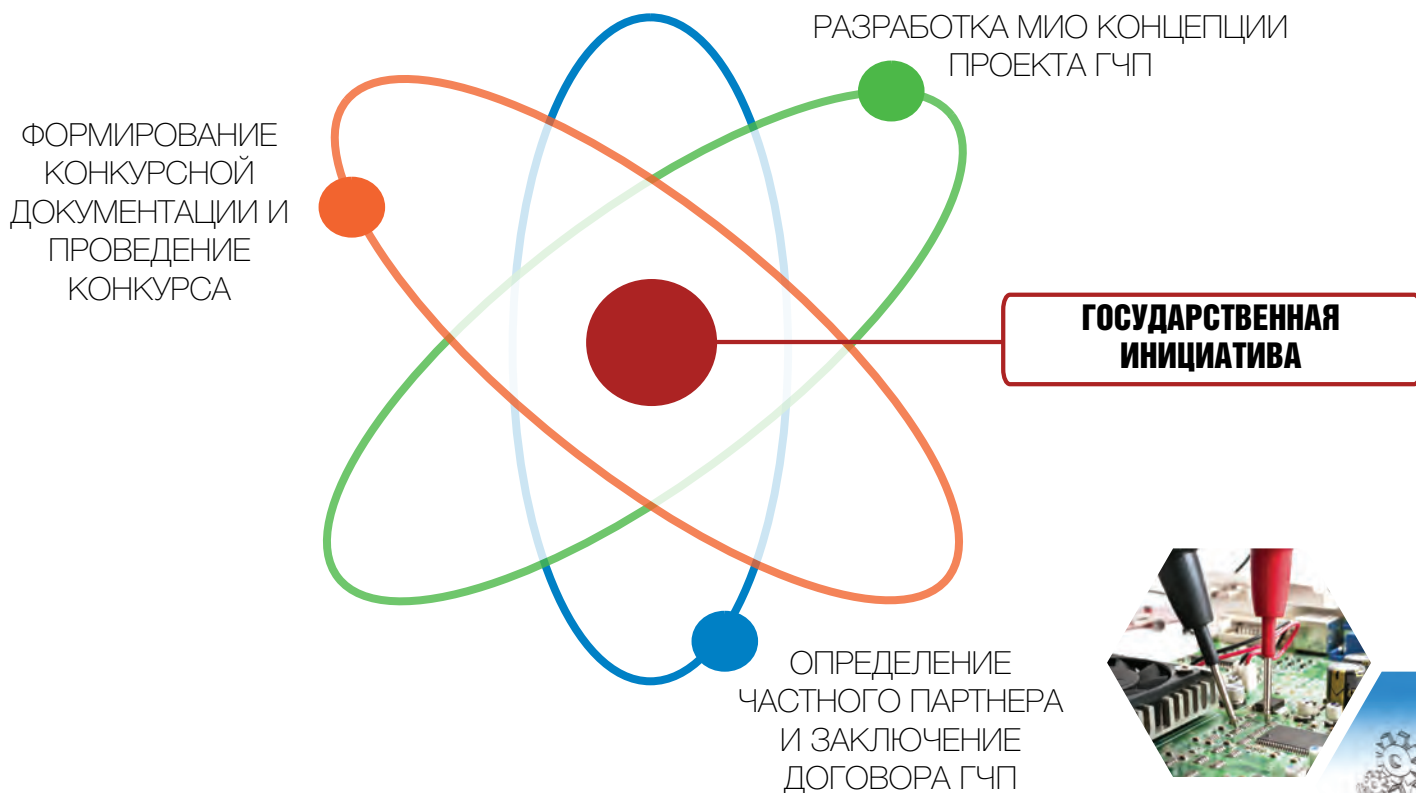 РАЗРАБОТКА МИО КОНЦЕПЦИИ
ПРОЕКТА ГЧП
ФОРМИРОВАНИЕ
КОНКУРСНОЙ
ДОКУМЕНТАЦИИ И
ПРОВЕДЕНИЕ
КОНКУРСА
ГОСУДАРСТВЕННАЯ
ИНИЦИАТИВА
ОПРЕДЕЛЕНИЕ
ЧАСТНОГО ПАРТНЕРА
И ЗАКЛЮЧЕНИЕ
ДОГОВОРА ГЧП